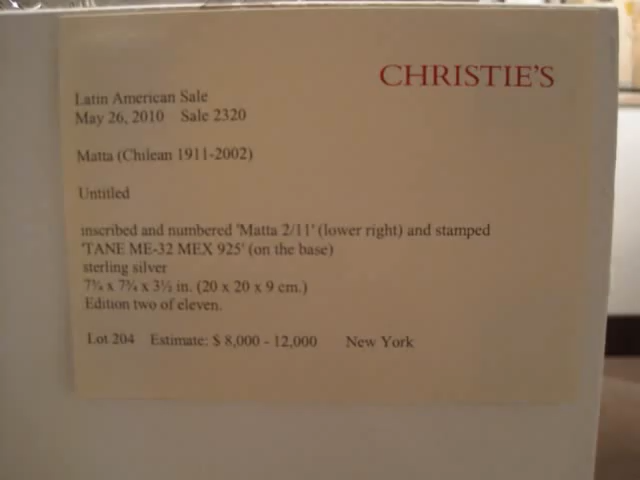 CHRISTIE'S
Latin American Sale
May 26, 2010 Sale 2320
Matta (Chilean 1911-2002)
Untitled
inscribed and numbered 'Matta 2/11' (lower right) and stamped
'TANE ME-32 MEX 925' (on the base)
sterling silver
7¾ x 7¾ x 3½ in. (20 x 20 x 9 cm.)
Edition two of eleven.
Lot 204 Estimate: $ 8,000 - 12,000 New York